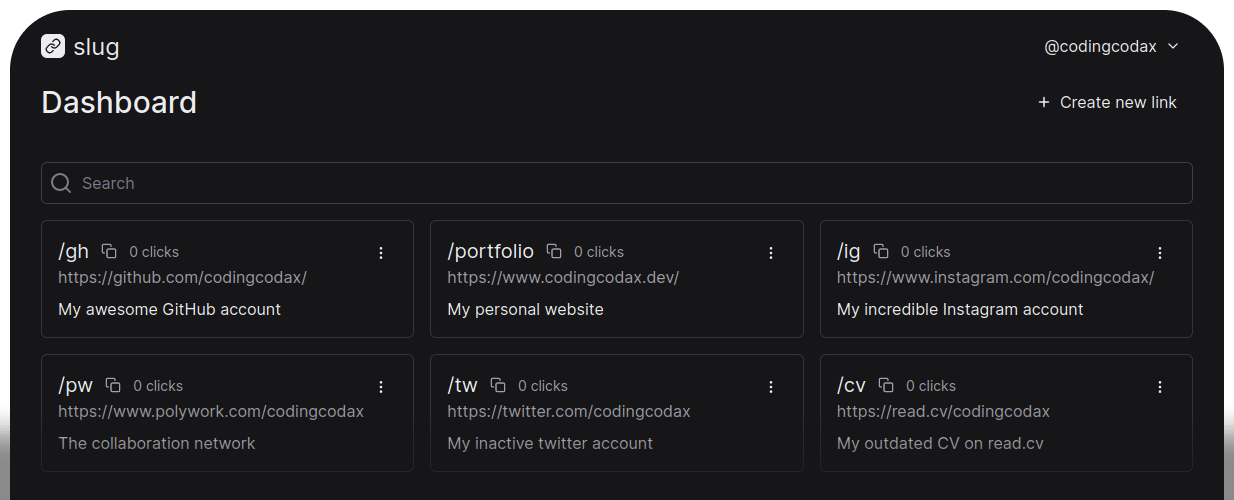 slug
@codingcodax
Dashboard
+ Create new link
Search
/gh 0 clicks
https://github.com/codingcodax/
My awesome GitHub account
/portfolio 0 clicks
https://www.codingcodax.dev/
My personal website
/ig 0 clicks
https://www.instagram.com/codingcodax/
My incredible Instagram account
/pw 0 clicks
https://www.polywork.com/codingcodax
The collaboration network
/tw 0 clicks
https://twitter.com/codingcodax
My inactive twitter account
/cv 0 clicks
https://read.cv/codingcodax
My outdated CV on read.cv